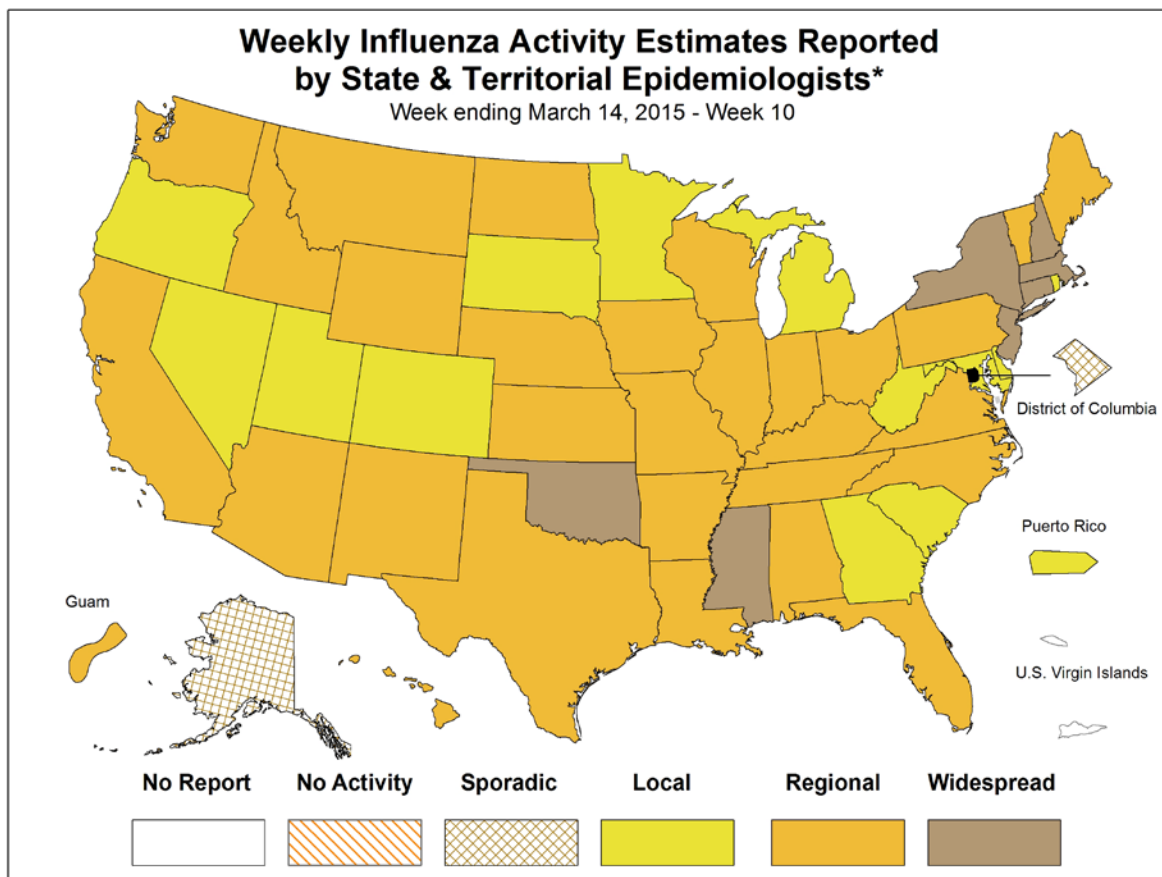 Weekly Influenza Activity Estimates Reported
by State & Territorial Epidemiologists*
Week ending March 14, 2015 - Week 10
District of Columbia
Puerto Rico
Guam
U.S. Virgin Islands
No Report No Activity Sporadic Local Regional Widespread